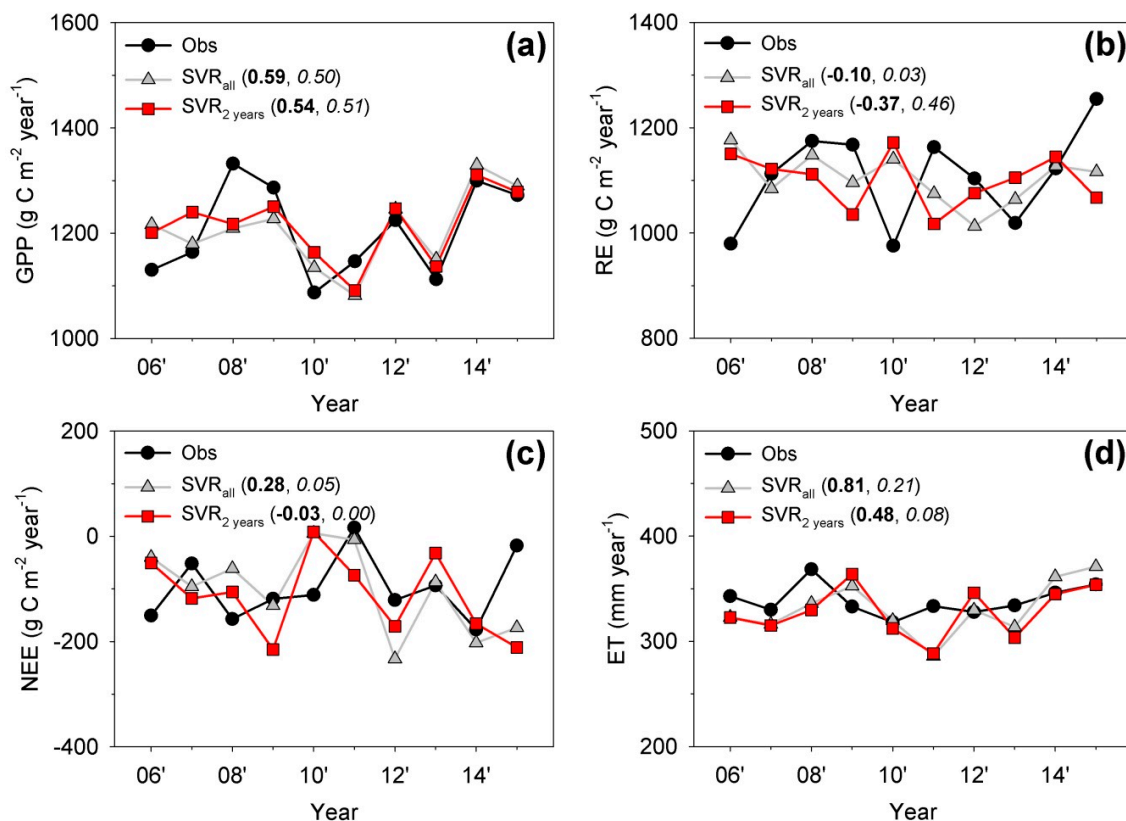 1600
1400
1200
1000
GPP (g C m⁻² year⁻¹)
Obs
SVRall (0.59, 0.50)
SVR2 years (0.54, 0.51)
(a)
06' 08' 10' 12' 14'
Year
1400
1200
1000
800
RE (g C m⁻² year⁻¹)
Obs
SVRall (-0.10, 0.03)
SVR2 years (-0.37, 0.46)
(b)
06' 08' 10' 12' 14'
Year
200
0
-200
-400
NEE (g C m⁻² year⁻¹)
Obs
SVRall (0.28, 0.05)
SVR2 years (-0.03, 0.00)
(c)
06' 08' 10' 12' 14'
Year
500
400
300
200
ET (mm year⁻¹)
Obs
SVRall (0.81, 0.21)
SVR2 years (0.48, 0.08)
(d)
06' 08' 10' 12' 14'
Year